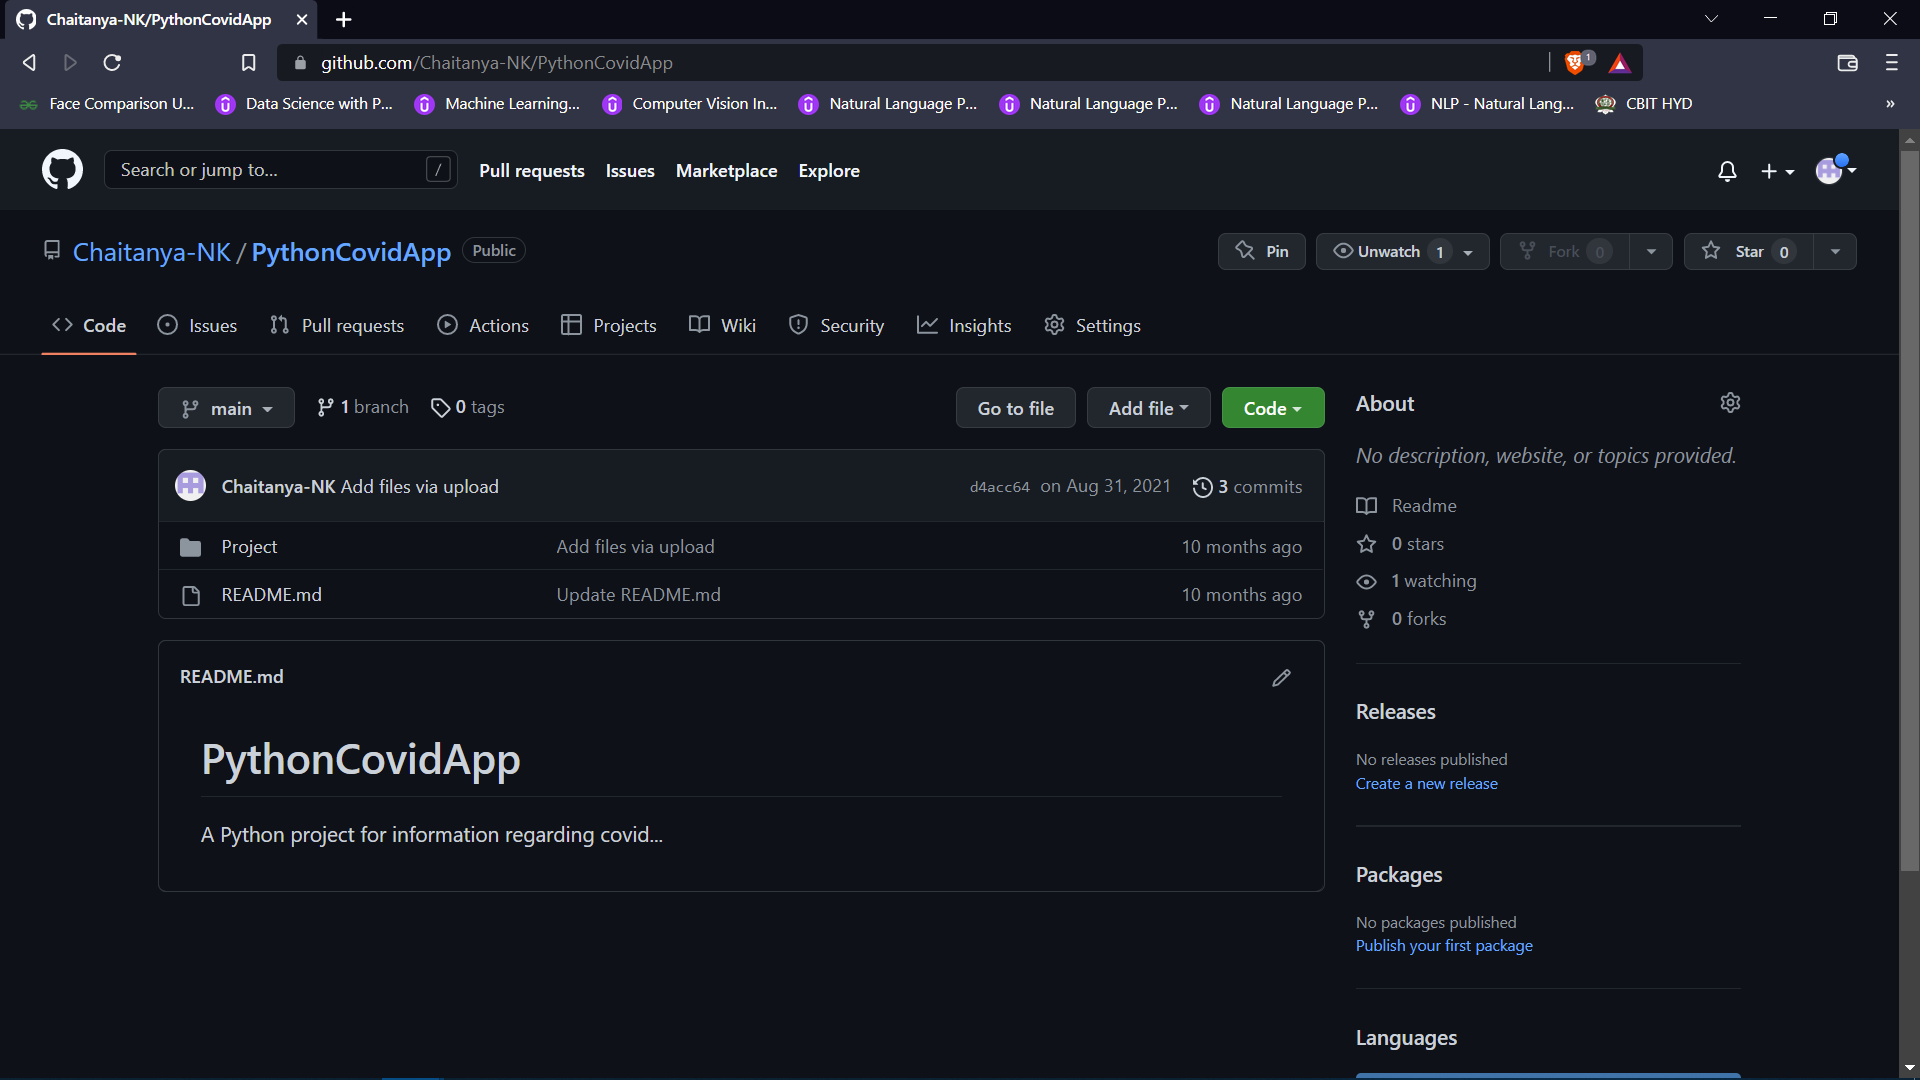 Chaitanya-NK/PythonCovidApp
github.com/Chaitanya-NK/PythonCovidApp 1
Face Comparison U... Data Science with P... Machine Learning... Computer Vision In... Natural Language P... Natural Language P... Natural Language P... NLP - Natural Lang... CBIT HYD »
Search or jump to... / Pull requests Issues Marketplace Explore
Chaitanya-NK / PythonCovidApp Public Pin Unwatch 1 Fork 0 Star 0
Code Issues Pull requests Actions Projects Wiki Security Insights Settings
main 1 branch 0 tags Go to file Add file Code
Chaitanya-NK Add files via upload d4acc64 on Aug 31, 2021 3 commits
Project Add files via upload 10 months ago
README.md Update README.md 10 months ago
README.md
PythonCovidApp
A Python project for information regarding covid...
About
No description, website, or topics provided.
Readme
0 stars
1 watching
0 forks
Releases
No releases published
Create a new release
Packages
No packages published
Publish your first package
Languages